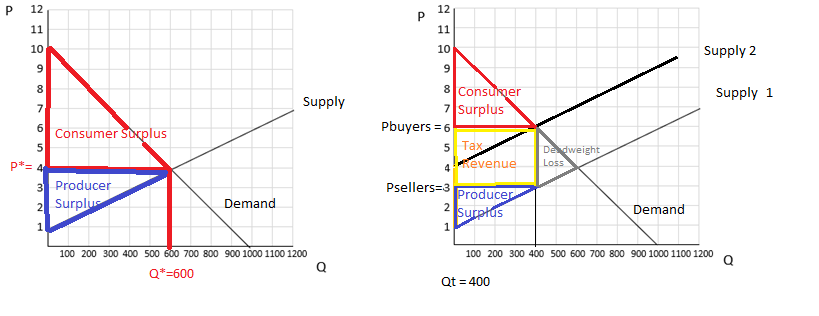 P
12
11
10
9
8
7
6
5
P*= 4
3
2
1
Consumer Surplus
Producer
Surplus
Supply
Demand
100 200 300 400 500 600 700 800 900 1000 1100 1200
Q
Q*=600
P
12
11
10
9
8
7
Pbuyers = 6
5
4
Psellers=3
2
1
Supply 2
Supply 1
Consumer
Surplus
Tax
Revenue
Deadweight
Loss
Producer
Surplus
Demand
100 200 300 400 500 600 700 800 900 1000 1100 1200
Q
Qt = 400